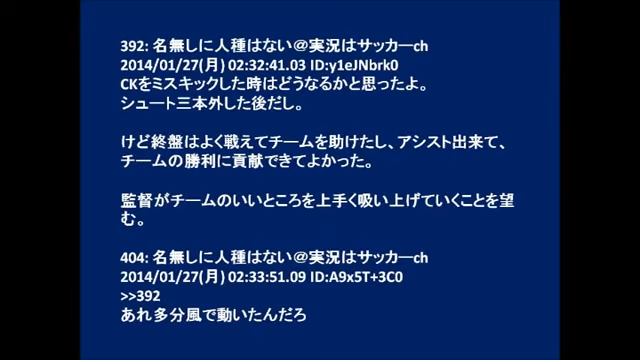 392: 名無しに人種はない＠実況はサッカーch
2014/01/27(月) 02:32:41.03 ID:y1eJNbrk0
CKをミスキックした時はどうなるかと思ったよ。
シュート三本外した後だし。
けど終盤はよく戦えてチームを助けたし、アシスト出来て、
チームの勝利に貢献できてよかった。
監督がチームのいいところを上手く吸い上げていくことを望
む。
404: 名無しに人種はない＠実況はサッカーch
2014/01/27(月) 02:33:51.09 ID:A9x5T+3C0
>>392
あれ多分風で動いたんだろ